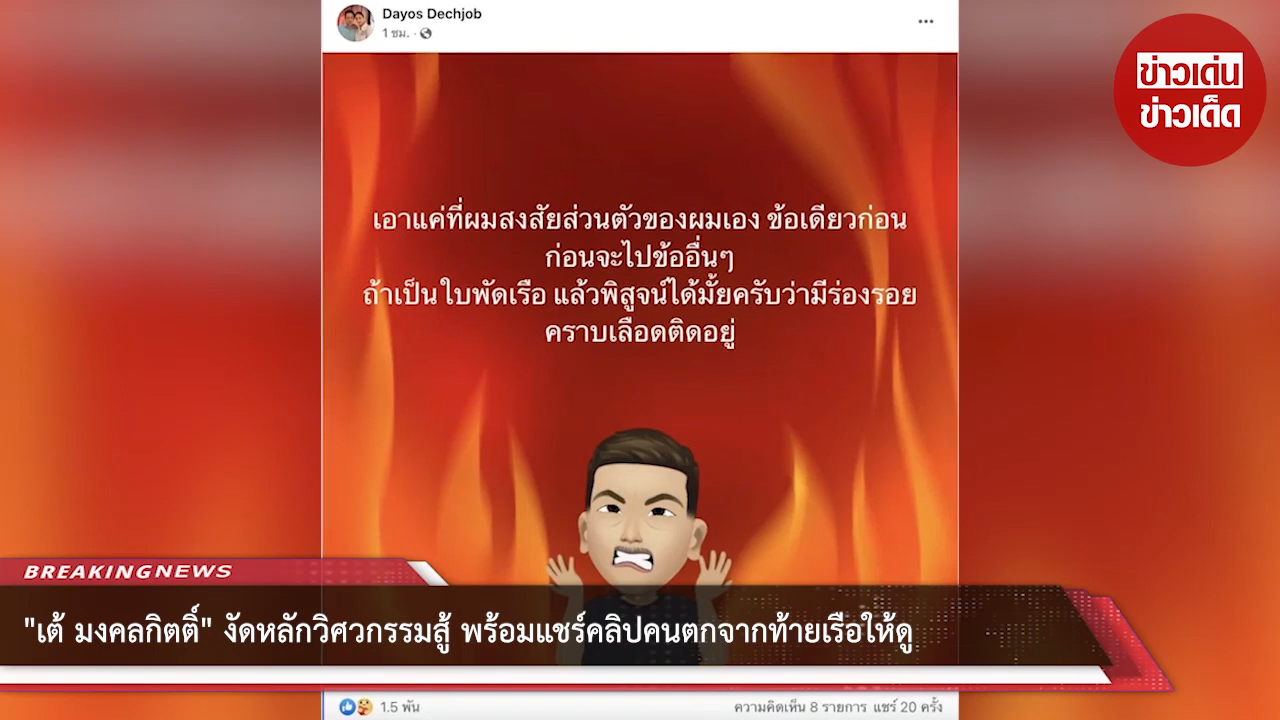 Dayos Dechjob
1 ชม. ·
ข่าวเด่น
ข่าวเด็ด
เอาแค่ที่ผมสงสัยส่วนตัวของผมเอง ข้อเดียวก่อน
ก่อนจะไปข้ออื่นๆ
ถ้าเป็นใบพัดเรือ แล้วพิสูจน์ได้มั้ยครับว่ามีร่องรอย
คราบเลือดติดอยู่
BREAKINGNEWS
"เต้ มงคลกิตติ์" งัดหลักวิศวกรรมสู้ พร้อมแชร์คลิปคนตกจากท้ายเรือให้ดู
1.5 พัน
ความคิดเห็น 8 รายการ แชร์ 20 ครั้ง